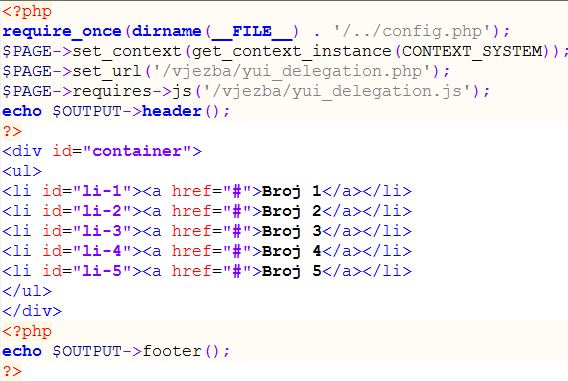 <?php
require_once(dirname(__FILE__) . '/../config.php');
$PAGE->set_context(get_context_instance(CONTEXT_SYSTEM));
$PAGE->set_url('/vjezba/yui_delegation.php');
$PAGE->requires->js('/vjezba/yui_delegation.js');
echo $OUTPUT->header();
?>
<div id="container">
<ul>
<li id="li-1"><a href="#">Broj 1</a></li>
<li id="li-2"><a href="#">Broj 2</a></li>
<li id="li-3"><a href="#">Broj 3</a></li>
<li id="li-4"><a href="#">Broj 4</a></li>
<li id="li-5"><a href="#">Broj 5</a></li>
</ul>
</div>
<?php
echo $OUTPUT->footer();
?>